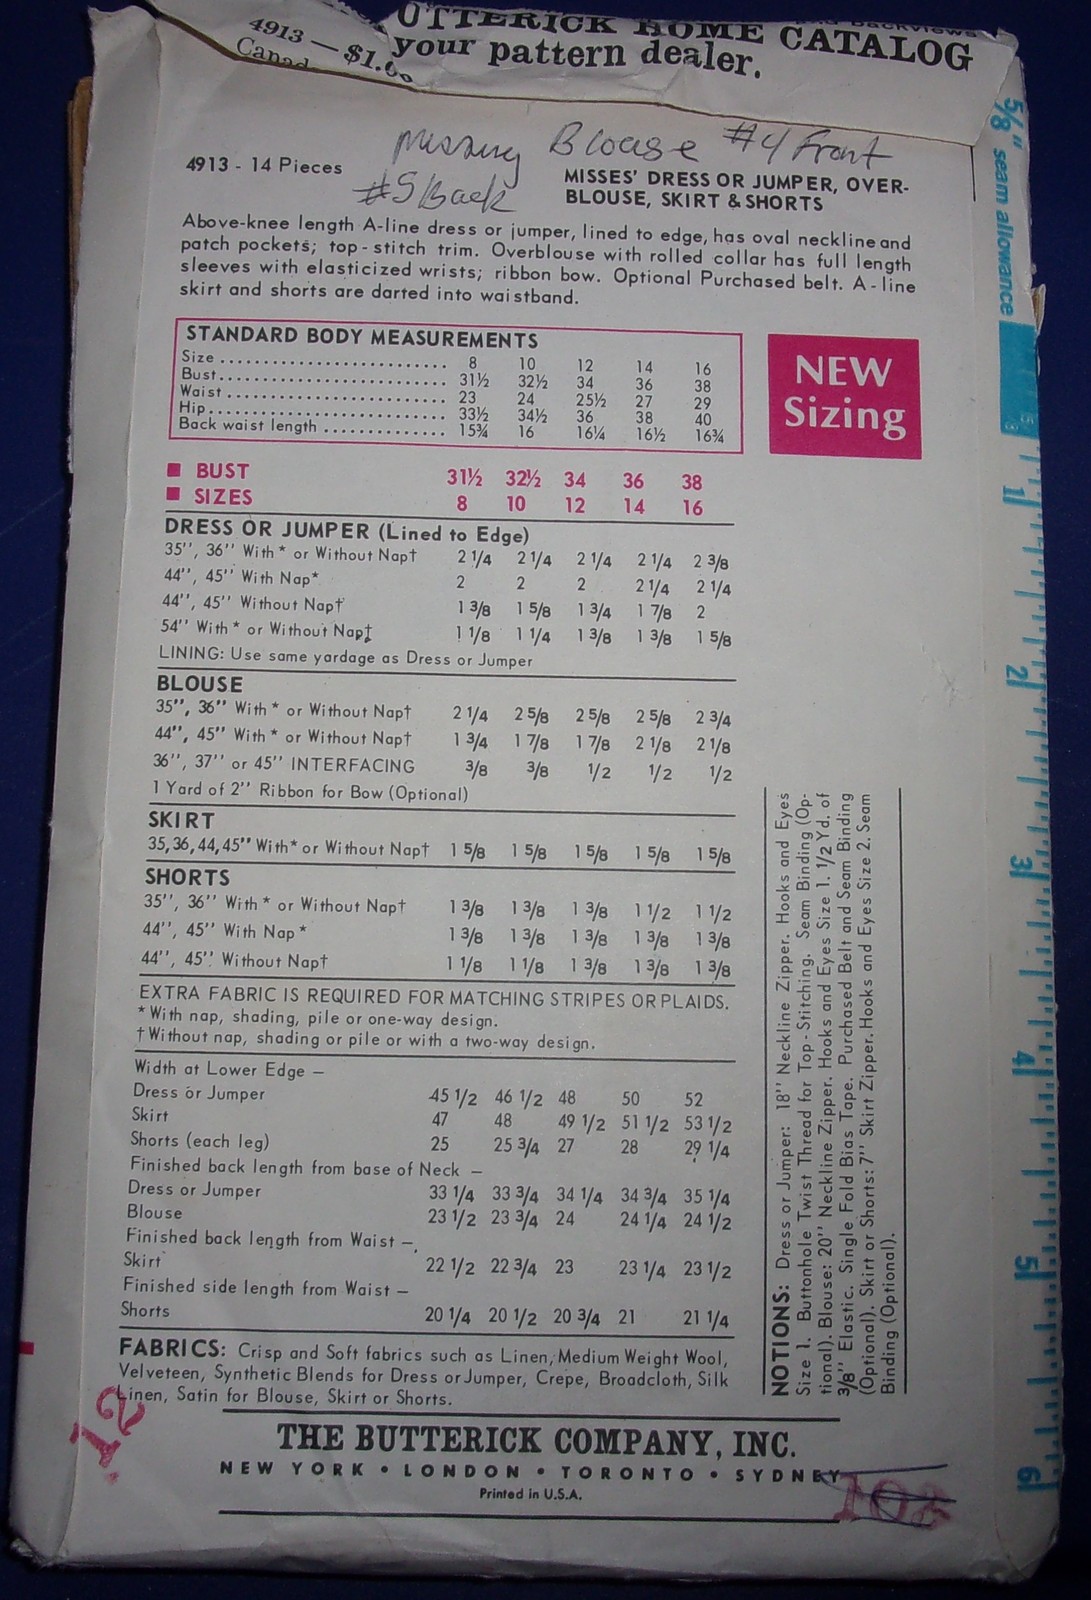 BUTTERICK HOME CATALOG
4913 — $1.00
your pattern dealer.
Missing Blouse #4 Front
#5 Back
4913 - 14 Pieces
MISSES' DRESS OR JUMPER, OVER-
BLOUSE, SKIRT & SHORTS
Above-knee length A-line dress or jumper, lined to edge, has oval neckline and
patch pockets; top-stitch trim. Overblouse with rolled collar has full length
sleeves with elasticized wrists; ribbon bow. Optional Purchased belt. A-line
skirt and shorts are darted into waistband.
STANDARD BODY MEASUREMENTS
Size .......................... 8 10 12 14 16
Bust.......................... 31½ 32½ 34 36 38
Waist ......................... 23 24 25½ 27 29
Hip........................... 33½ 34½ 36 38 40
Back waist length .............. 15¾ 16 16¼ 16½ 16¾
NEW
Sizing
■ BUST 31½ 32½ 34 36 38
■ SIZES 8 10 12 14 16
DRESS OR JUMPER (Lined to Edge)
35", 36" With * or Without Nap† 2 1/4 2 1/4 2 1/4 2 1/4 2 3/8
44", 45" With Nap* 2 2 2 2 1/4 2 1/4
44", 45" Without Nap† 1 3/8 1 5/8 1 3/4 1 7/8 2
54" With * or Without Nap† 1 1/8 1 1/4 1 3/8 1 3/8 1 5/8
LINING: Use same yardage as Dress or Jumper
BLOUSE
35", 36" With * or Without Nap† 2 1/4 2 5/8 2 5/8 2 5/8 2 3/4
44", 45" With * or Without Nap† 1 3/4 1 7/8 1 7/8 2 1/8 2 1/8
36", 37" or 45" INTERFACING 3/8 3/8 1/2 1/2 1/2
1 Yard of 2" Ribbon for Bow (Optional)
SKIRT
35,36,44,45" With* or Without Nap† 1 5/8 1 5/8 1 5/8 1 5/8 1 5/8
SHORTS
35", 36" With * or Without Nap† 1 3/8 1 3/8 1 3/8 1 1/2 1 1/2
44", 45" With Nap * 1 3/8 1 3/8 1 3/8 1 3/8 1 3/8
44", 45" Without Nap† 1 1/8 1 1/8 1 3/8 1 3/8 1 3/8
EXTRA FABRIC IS REQUIRED FOR MATCHING STRIPES OR PLAIDS.
* With nap, shading, pile or one-way design.
† Without nap, shading or pile or with a two-way design.
Width at Lower Edge —
Dress or Jumper 45 1/2 46 1/2 48 50 52
Skirt 47 48 49 1/2 51 1/2 53 1/2
Shorts (each leg) 25 25 3/4 27 28 29 1/4
Finished back length from base of Neck —
Dress or Jumper 33 1/4 33 3/4 34 1/4 34 3/4 35 1/4
Blouse 23 1/2 23 3/4 24 24 1/4 24 1/2
Finished back length from Waist —
Skirt 22 1/2 22 3/4 23 23 1/4 23 1/2
Finished side length from Waist —
Shorts 20 1/4 20 1/2 20 3/4 21 21 1/4
FABRICS: Crisp and Soft fabrics such as Linen, Medium Weight Wool,
Velveteen, Synthetic Blends for Dress or Jumper, Crepe, Broadcloth, Silk
Linen, Satin for Blouse, Skirt or Shorts.
NOTIONS: Dress or Jumper: 18" Neckline Zipper. Hooks and Eyes
Size 1. Buttonhole Twist Thread for Top-Stitching. Seam Binding (Op-
tional). Blouse: 20" Neckline Zipper. Hooks and Eyes Size 1. 1/2 Yd. of
3/8" Elastic. Single Fold Bias Tape. Purchased Belt and Seam Binding
(Optional). Skirt or Shorts: 7" Skirt Zipper. Hooks and Eyes Size 2. Seam
Binding (Optional).
5/8" seam allowance
5/8
1
2
3
4
5
6
.12
THE BUTTERICK COMPANY, INC.
NEW YORK • LONDON • TORONTO • SYDNEY
Printed in U.S.A.